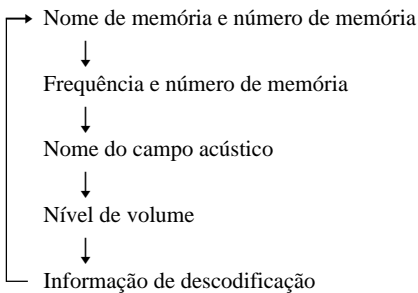 Nome de memória e número de memória
Frequência e número de memória
Nome do campo acústico
Nível de volume
Informação de descodificação